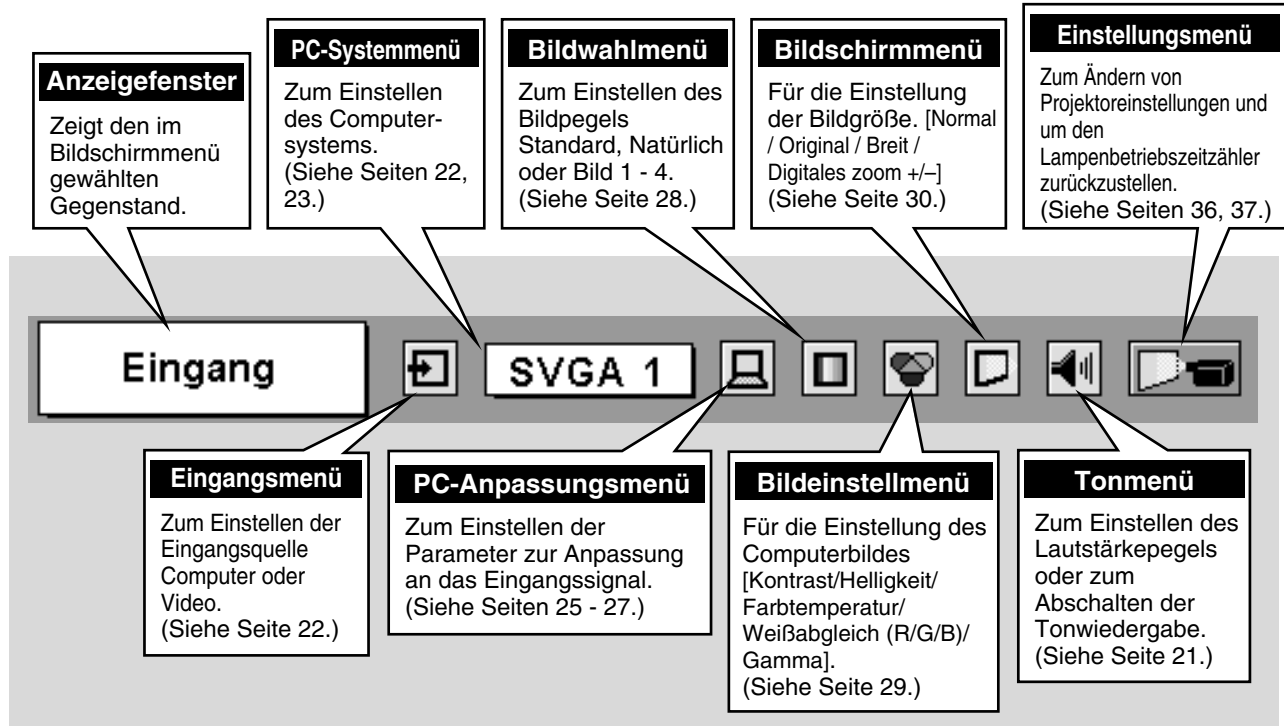 Anzeigefenster
Zeigt den im
Bildschirmmenü
gewählten
Gegenstand.
PC-Systemmenü
Zum Einstellen
des Computer-
systems.
(Siehe Seiten 22,
23.)
Bildwahlmenü
Zum Einstellen des
Bildpegels
Standard, Natürlich
oder Bild 1 - 4.
(Siehe Seite 28.)
Bildschirmmenü
Für die Einstellung
der Bildgröße. [Normal
/ Original / Breit /
Digitales zoom +/–]
(Siehe Seite 30.)
Einstellungsmenü
Zum Ändern von
Projektoreinstellungen und
um den
Lampenbetriebszeitzähler
zurückzustellen.
(Siehe Seiten 36, 37.)
Eingang
SVGA 1
Eingangsmenü
Zum Einstellen der
Eingangsquelle
Computer oder
Video.
(Siehe Seite 22.)
PC-Anpassungsmenü
Zum Einstellen der
Parameter zur Anpassung
an das Eingangssignal.
(Siehe Seiten 25 - 27.)
Bildeinstellmenü
Für die Einstellung des
Computerbildes
[Kontrast/Helligkeit/
Farbtemperatur/
Weißabgleich (R/G/B)/
Gamma].
(Siehe Seite 29.)
Tonmenü
Zum Einstellen des
Lautstärkepegels
oder zum
Abschalten der
Tonwiedergabe.
(Siehe Seite 21.)